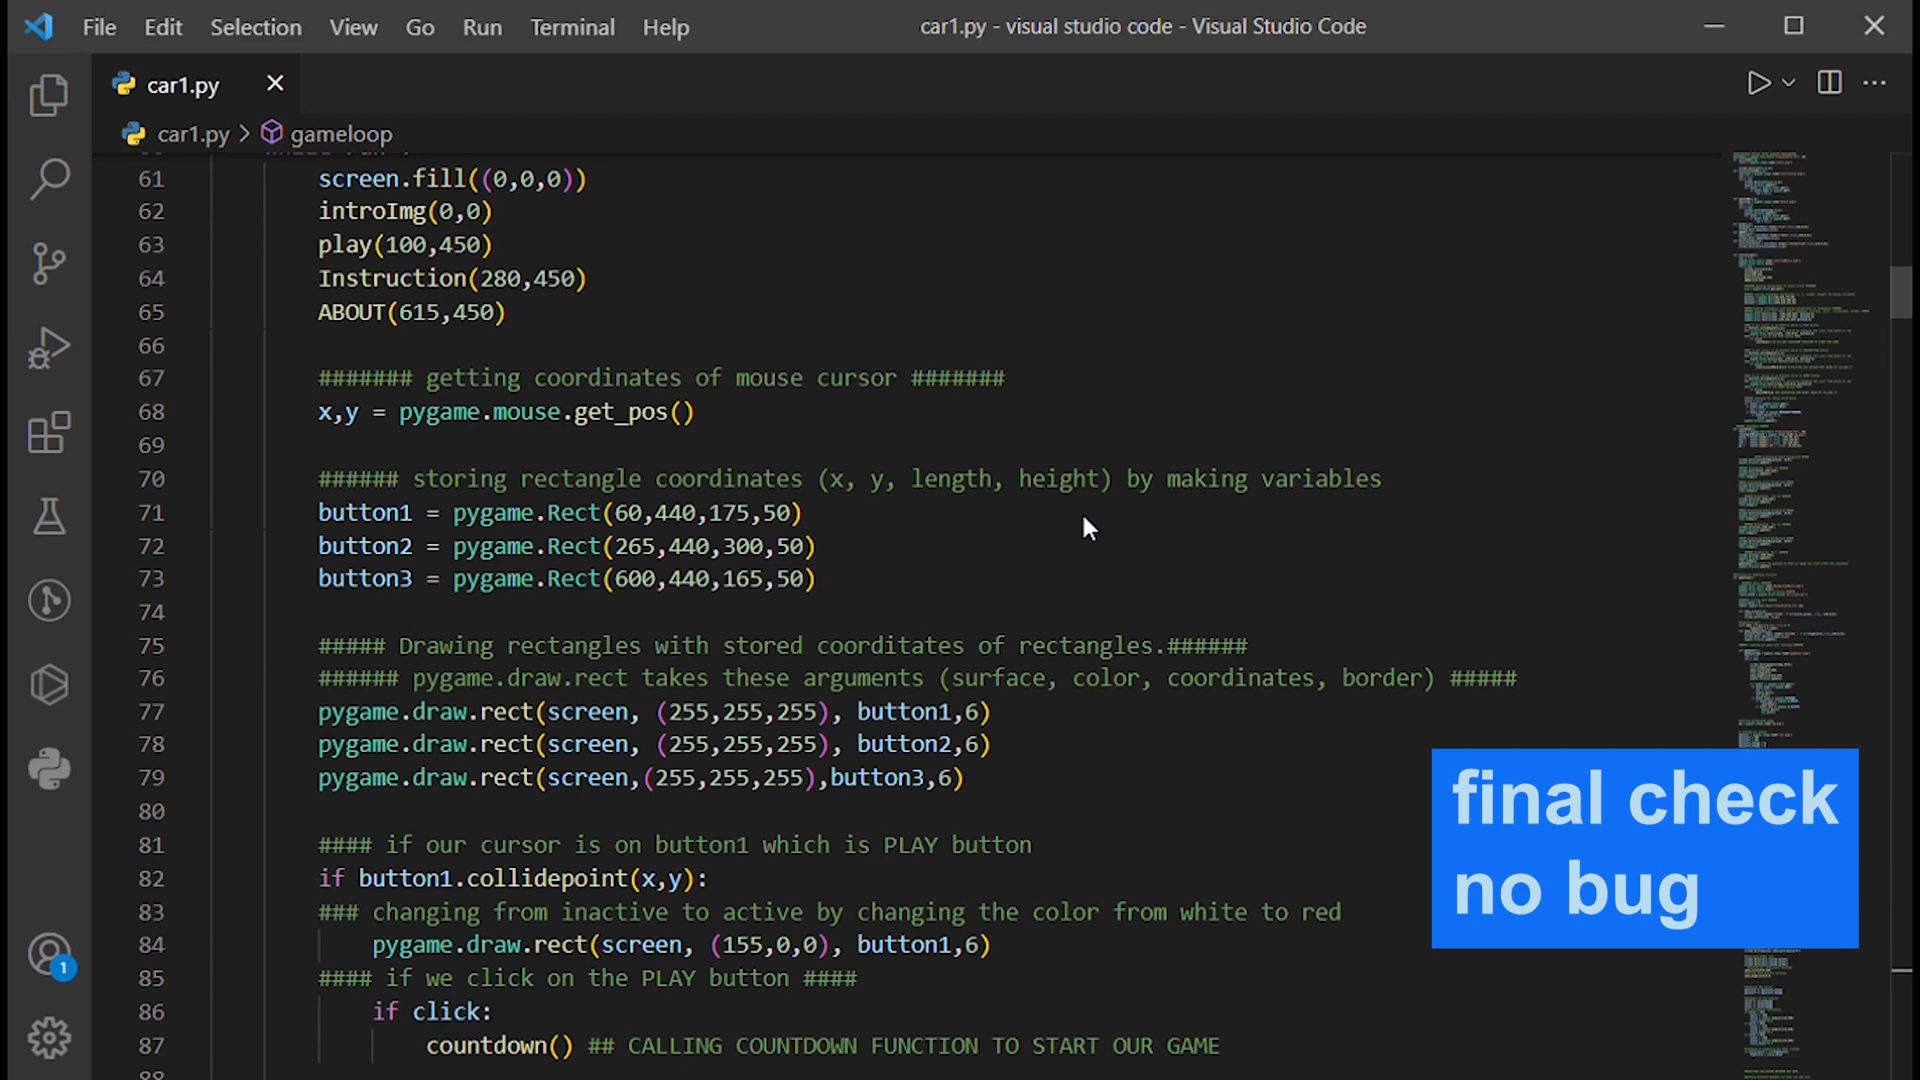 File Edit Selection View Go Run Terminal Help
car1.py - visual studio code - Visual Studio Code
car1.py
car1.py > gameloop
61 screen.fill((0,0,0))
62 introImg(0,0)
63 play(100,450)
64 Instruction(280,450)
65 ABOUT(615,450)
66
67 ####### getting coordinates of mouse cursor #######
68 x,y = pygame.mouse.get_pos()
69
70 ###### storing rectangle coordinates (x, y, length, height) by making variables
71 button1 = pygame.Rect(60,440,175,50)
72 button2 = pygame.Rect(265,440,300,50)
73 button3 = pygame.Rect(600,440,165,50)
74
75 ##### Drawing rectangles with stored coorditates of rectangles.######
76 ###### pygame.draw.rect takes these arguments (surface, color, coordinates, border) #####
77 pygame.draw.rect(screen, (255,255,255), button1,6)
78 pygame.draw.rect(screen, (255,255,255), button2,6)
79 pygame.draw.rect(screen,(255,255,255),button3,6)
80
81 #### if our cursor is on button1 which is PLAY button
82 if button1.collidepoint(x,y):
83 ### changing from inactive to active by changing the color from white to red
84 pygame.draw.rect(screen, (155,0,0), button1,6)
85 #### if we click on the PLAY button ####
86 if click:
87 countdown() ## CALLING COUNTDOWN FUNCTION TO START OUR GAME
final check
no bug
1